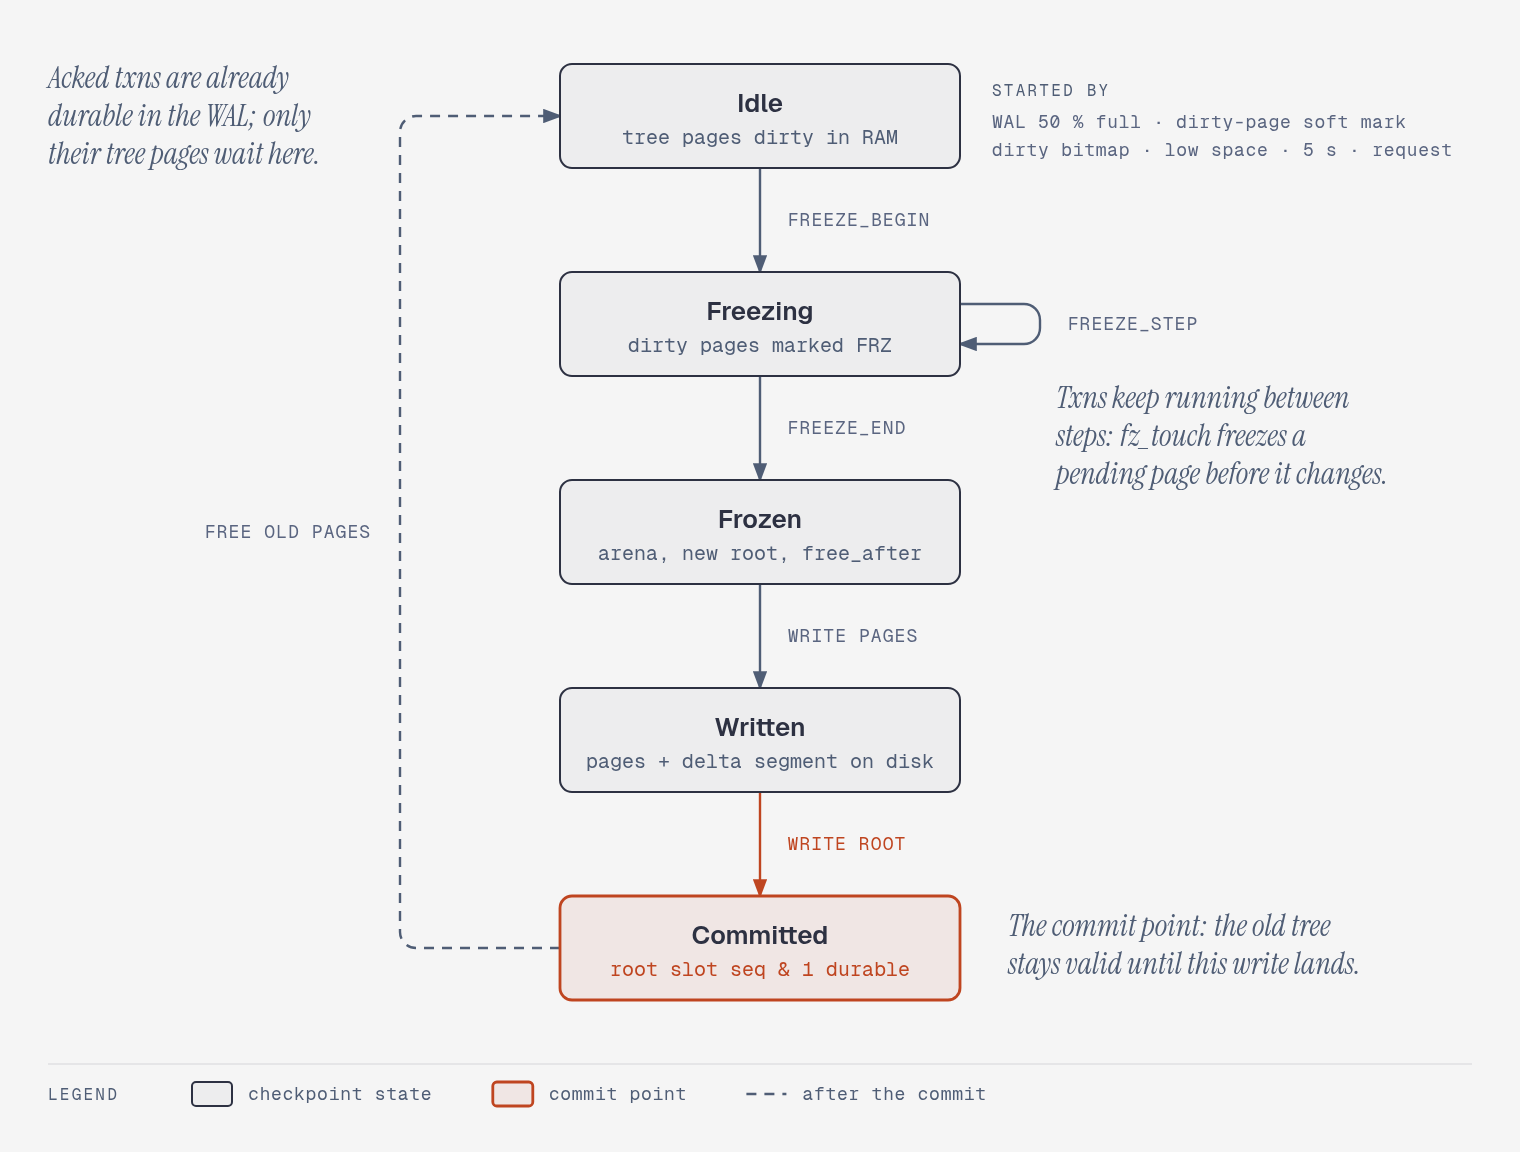 Acked txns are already
durable in the WAL; only
their tree pages wait here.
Idle
tree pages dirty in RAM
STARTED BY
WAL 50 % full · dirty-page soft mark
dirty bitmap · low space · 5 s · request
FREEZE_BEGIN
Freezing
dirty pages marked FRZ
FREEZE_STEP
Txns keep running between
steps: fz_touch freezes a
pending page before it changes.
FREEZE_END
Frozen
arena, new root, free_after
FREE OLD PAGES
WRITE PAGES
Written
pages + delta segment on disk
WRITE ROOT
Committed
root slot seq & 1 durable
The commit point: the old tree
stays valid until this write lands.
LEGEND
checkpoint state
commit point
after the commit